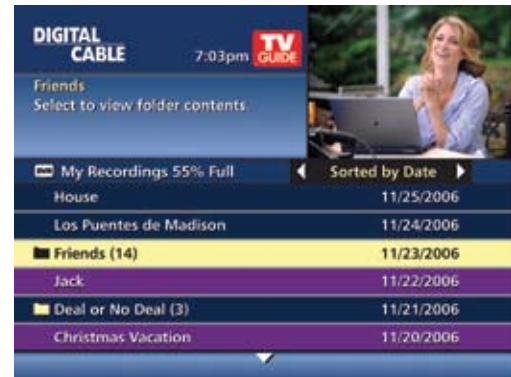 DIGITAL
CABLE 7:03pm TV GUIDE
Friends
Select to view folder contents.
My Recordings 55% Full Sorted by Date
House 11/25/2006
Los Puentes de Madison 11/24/2006
Friends (14) 11/23/2006
Jack 11/22/2006
Deal or No Deal (3) 11/21/2006
Christmas Vacation 11/20/2006